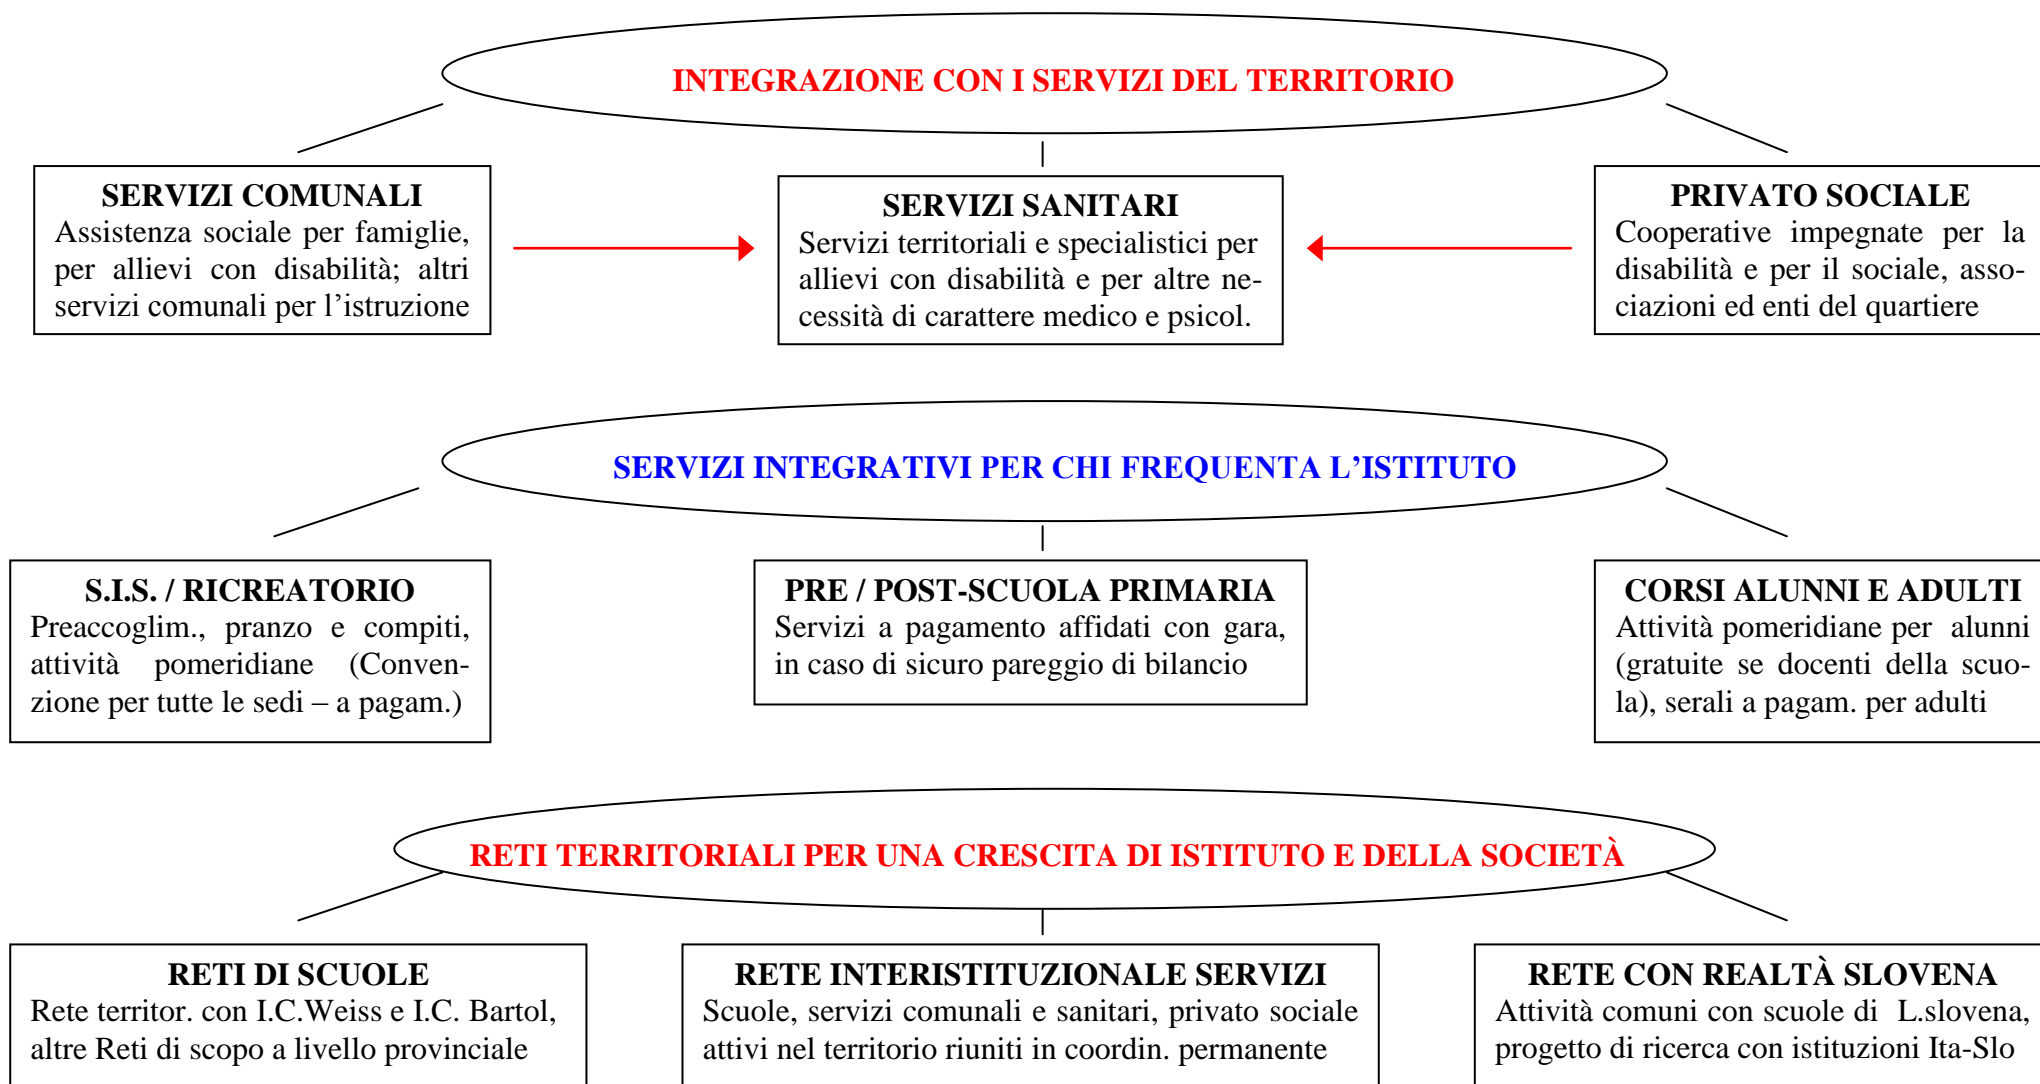 INTEGRAZIONE CON I SERVIZI DEL TERRITORIO
SERVIZI COMUNALI
Assistenza sociale per famiglie,
per allievi con disabilità; altri
servizi comunali per l’istruzione
SERVIZI SANITARI
Servizi territoriali e specialistici per
allievi con disabilità e per altre ne-
cessità di carattere medico e psicol.
PRIVATO SOCIALE
Cooperative impegnate per la
disabilità e per il sociale, asso-
ciazioni ed enti del quartiere
SERVIZI INTEGRATIVI PER CHI FREQUENTA L’ISTITUTO
S.I.S. / RICREATORIO
Preaccoglim., pranzo e compiti,
attività pomeridiane (Conven-
zione per tutte le sedi – a pagam.)
PRE / POST-SCUOLA PRIMARIA
Servizi a pagamento affidati con gara,
in caso di sicuro pareggio di bilancio
CORSI ALUNNI E ADULTI
Attività pomeridiane per alunni
(gratuite se docenti della scuo-
la), serali a pagam. per adulti
RETI TERRITORIALI PER UNA CRESCITA DI ISTITUTO E DELLA SOCIETÀ
RETI DI SCUOLE
Rete territor. con I.C.Weiss e I.C. Bartol,
altre Reti di scopo a livello provinciale
RETE INTERISTITUZIONALE SERVIZI
Scuole, servizi comunali e sanitari, privato sociale
attivi nel territorio riuniti in coordin. permanente
RETE CON REALTÀ SLOVENA
Attività comuni con scuole di L.slovena,
progetto di ricerca con istituzioni Ita-Slo